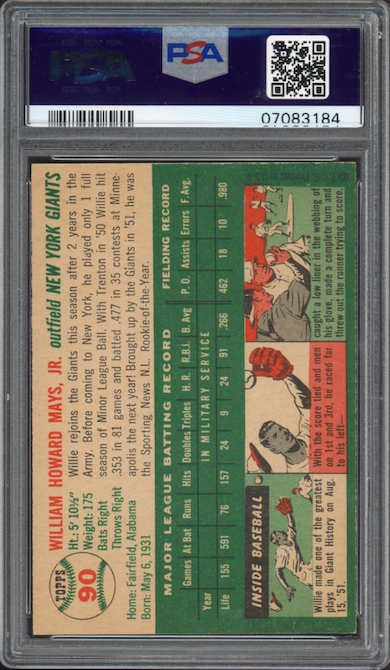 PSA
PSA
07083184
TOPPS
90
WILLIAM HOWARD MAYS, JR.
outfield NEW YORK GIANTS
Ht.: 5' 10½"
Weight: 175
Bats Right
Throws Right
Home: Fairfield, Alabama
Born: May 6, 1931
Willie rejoins the Giants this season after 2 years in the
Army. Before coming to New York, he played only 1 full
season of Minor League Ball. With Trenton in '50 Willie hit
.353 in 81 games and batted .477 in 35 contests at Minne-
apolis the next year! Brought up by the Giants in '51, he was
the Sporting News N.L. Rookie-of-the-Year.
MAJOR LEAGUE BATTING RECORD FIELDING RECORD
Games At Bat Runs Hits Doubles Triples H. R. R.B.I. B. Avg P. O. Assists Errors F. Avg.
Year IN MILITARY SERVICE
Life 155 591 76 157 24 9 24 91 .266 462 18 10 .980
INSIDE BASEBALL
Willie made one of the greatest
plays in Giant History on Aug.
15, '51.
With the score tied and men
on 1st and 3rd, he raced far
to his left—
caught a low liner in the webbing of
his glove, made a complete turn and
threw out the runner trying to score.